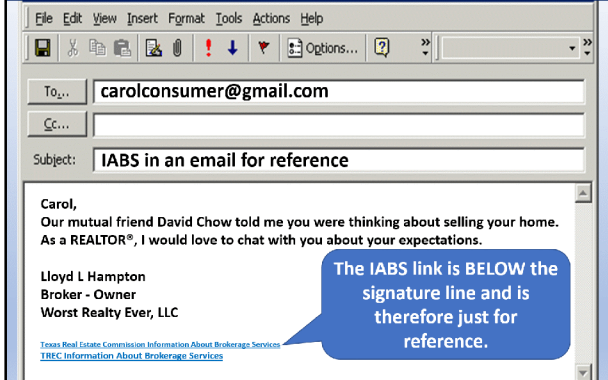 File Edit View Insert Format Tools Actions Help
Options...
To...
carolconsumer@gmail.com
Cc...
Subject:
IABS in an email for reference
Carol,
Our mutual friend David Chow told me you were thinking about selling your home.
As a REALTOR®, I would love to chat with you about your expectations.
Lloyd L Hampton
Broker - Owner
Worst Realty Ever, LLC
Texas Real Estate Commission Information About Brokerage Services
TREC Information About Brokerage Services
The IABS link is BELOW the
signature line and is
therefore just for
reference.